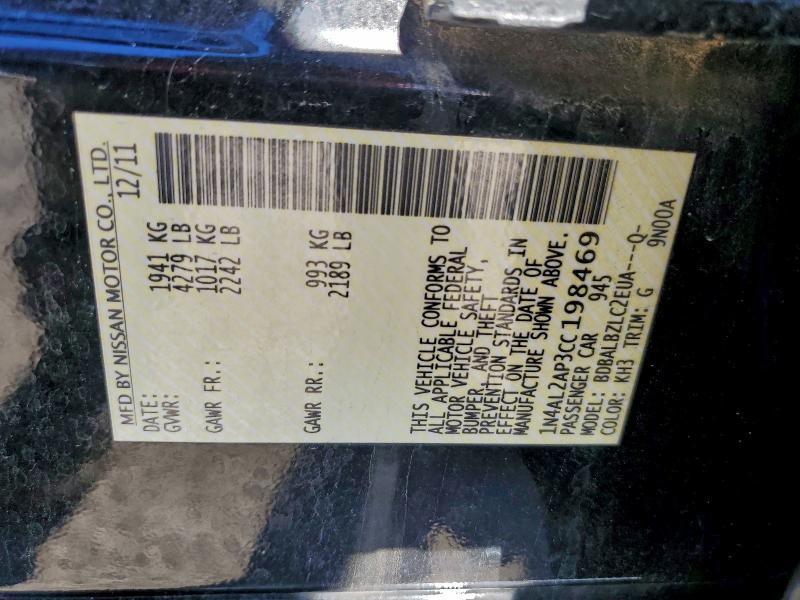 MFD BY NISSAN MOTOR CO., LTD.
DATE: 12/11
GVWR: 1941 KG
4279 LB
GAWR FR.: 1017 KG
2242 LB
GAWR RR.: 993 KG
2189 LB
THIS VEHICLE CONFORMS TO
ALL APPLICABLE FEDERAL
MOTOR VEHICLE SAFETY,
BUMPER, AND THEFT
PREVENTION STANDARDS IN
EFFECT ON THE DATE OF
MANUFACTURE SHOWN ABOVE.
1N4AL2AP3CC198469
PASSENGER CAR 945
MODEL: BDBALBZLC2EUA---Q-
COLOR: KH3 TRIM: G 9N00A